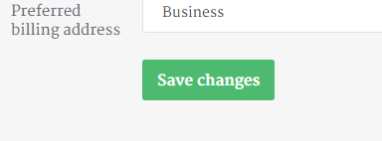 Preferred
billing address
Business
Save changes